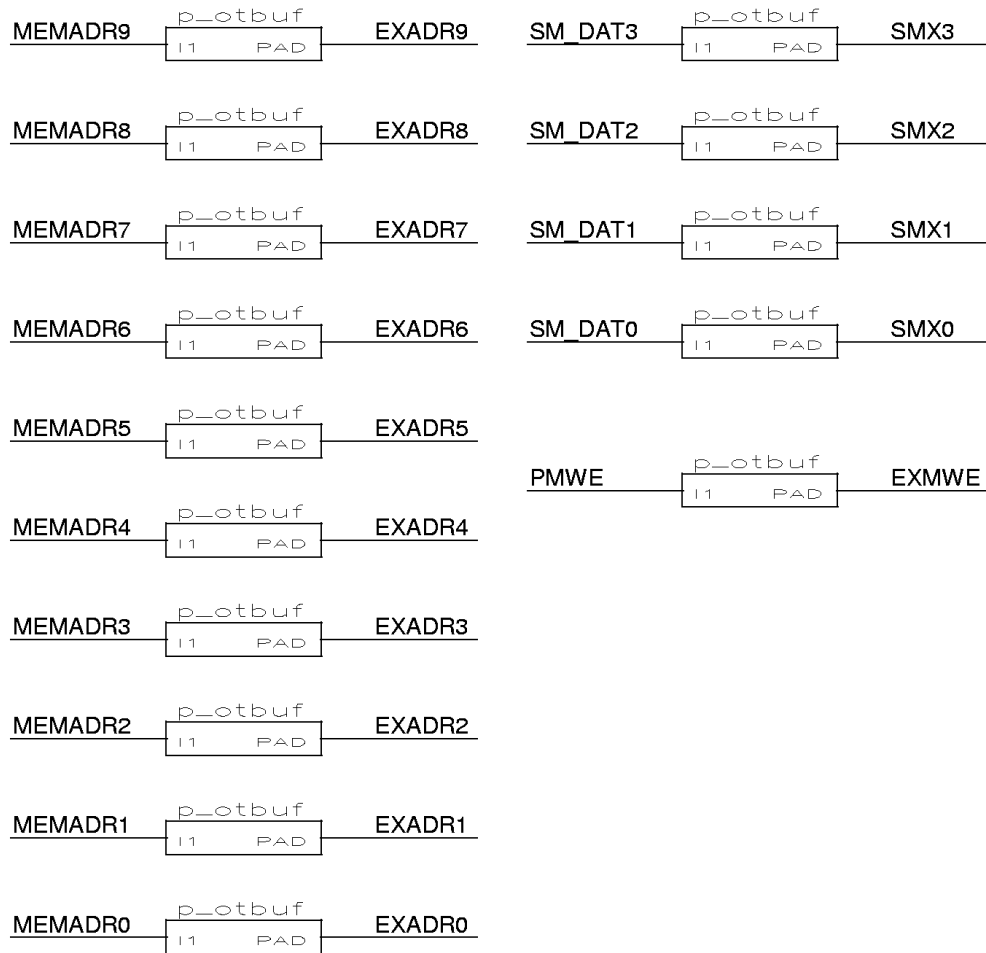 p_otbuf
MEMADR9 I1 PAD EXADR9
p_otbuf
SM_DAT3 I1 PAD SMX3
p_otbuf
MEMADR8 I1 PAD EXADR8
p_otbuf
SM_DAT2 I1 PAD SMX2
p_otbuf
MEMADR7 I1 PAD EXADR7
p_otbuf
SM_DAT1 I1 PAD SMX1
p_otbuf
MEMADR6 I1 PAD EXADR6
p_otbuf
SM_DAT0 I1 PAD SMX0
p_otbuf
MEMADR5 I1 PAD EXADR5
p_otbuf
PMWE I1 PAD EXMWE
p_otbuf
MEMADR4 I1 PAD EXADR4
p_otbuf
MEMADR3 I1 PAD EXADR3
p_otbuf
MEMADR2 I1 PAD EXADR2
p_otbuf
MEMADR1 I1 PAD EXADR1
p_otbuf
MEMADR0 I1 PAD EXADR0